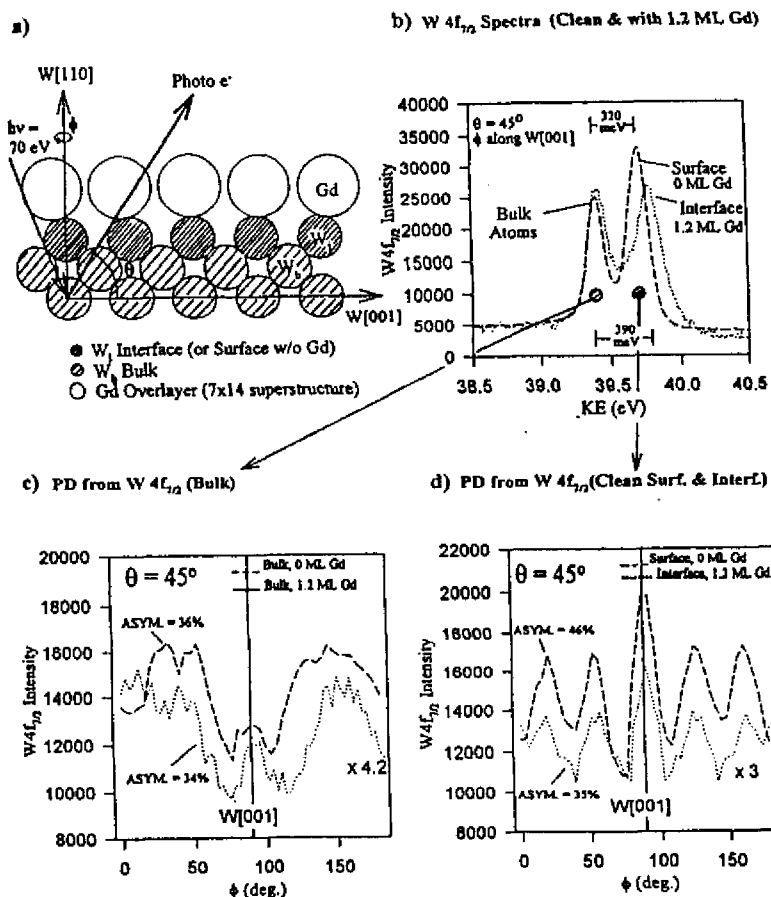 a)
W[110]
Photo e-
hν =
70 eV
ϕ
Gd
W_i
W_b
θ
W[001]
W_i Interface (or Surface w/o Gd)
W_b Bulk
Gd Overlayer (7x14 superstructure)
b) W 4f7/2 Spectra (Clean & with 1.2 ML Gd)
40000
35000
30000
25000
20000
15000
10000
5000
0
W4f7/2 Intensity
θ = 45°
ϕ along W[001]
320
meV
Surface
0 ML Gd
Interface
1.2 ML Gd
Bulk
Atoms
390
meV
38.5 39.0 39.5 40.0 40.5
KE (eV)
c) PD from W 4f7/2 (Bulk)
20000
18000
16000
14000
12000
10000
8000
W4f7/2 Intensity
θ = 45°
Bulk, 0 ML Gd
Bulk, 1.2 ML Gd
ASYM. = 36%
ASYM. = 34%
x 4.2
W[001]
0 50 100 150
ϕ (deg.)
d) PD from W 4f7/2(Clean Surf. & Interf.)
22000
20000
18000
16000
14000
12000
10000
8000
W4f7/2 Intensity
θ = 45°
Surface, 0 ML Gd
Interface, 1.2 ML Gd
ASYM. = 46%
ASYM. = 35%
x 3
W[001]
0 50 100 150
ϕ (deg.)